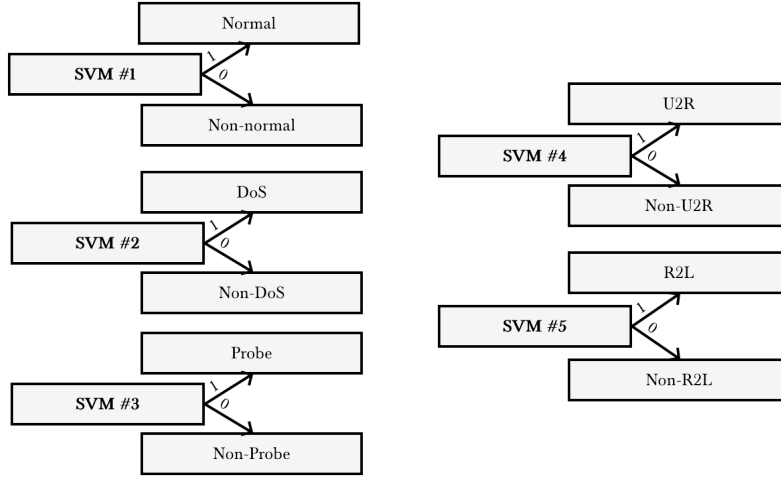 Normal
SVM #1
1
0
Non-normal
DoS
SVM #2
1
0
Non-DoS
Probe
SVM #3
1
0
Non-Probe
U2R
SVM #4
1
0
Non-U2R
R2L
SVM #5
1
0
Non-R2L